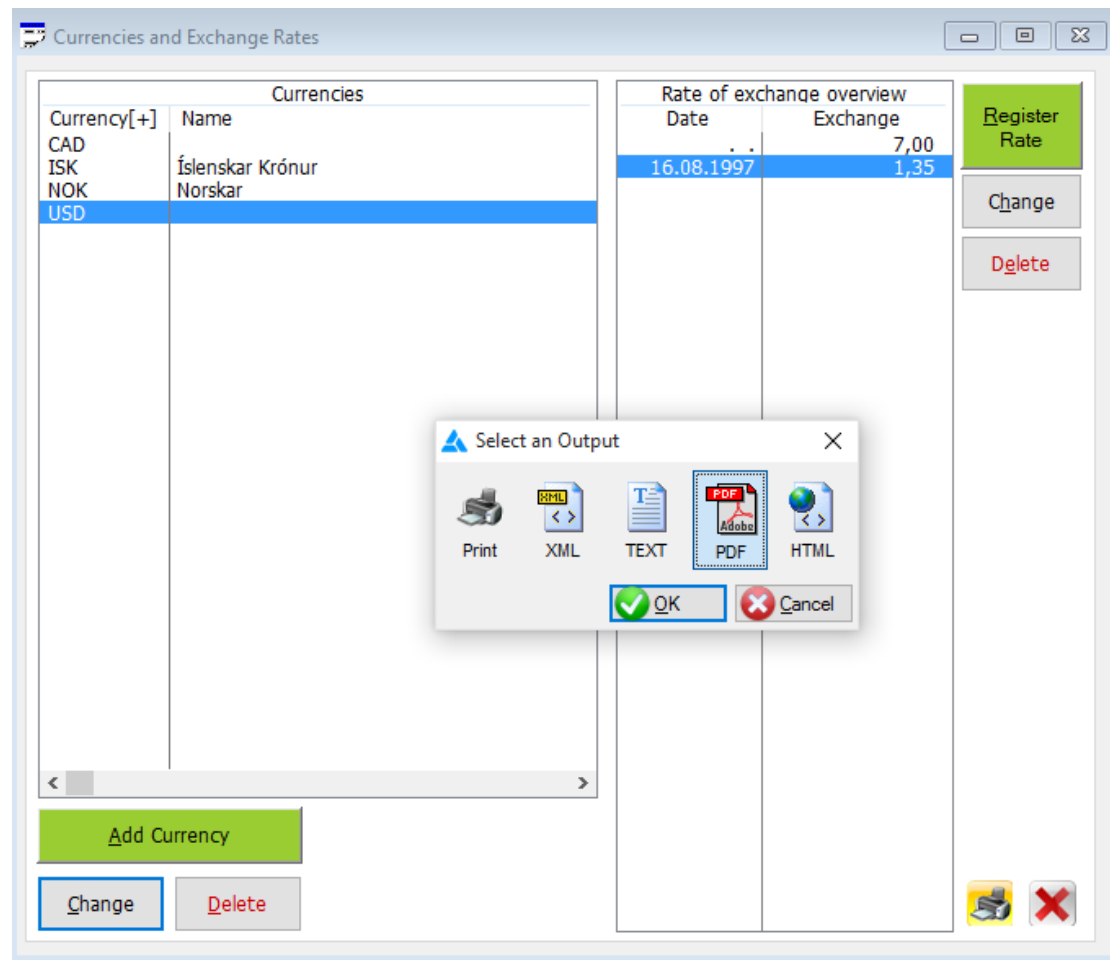 Currencies and Exchange Rates
Currencies
Currency[+] Name
CAD
ISK Íslenskar Krónur
NOK Norskar
USD
Rate of exchange overview
Date Exchange
. . 7,00
16.08.1997 1,35
Register
Rate
Change
Delete
Select an Output
Print
XML
XML
T
TEXT
PDF
Adobe
PDF
HTML
OK
Cancel
Add Currency
Change
Delete